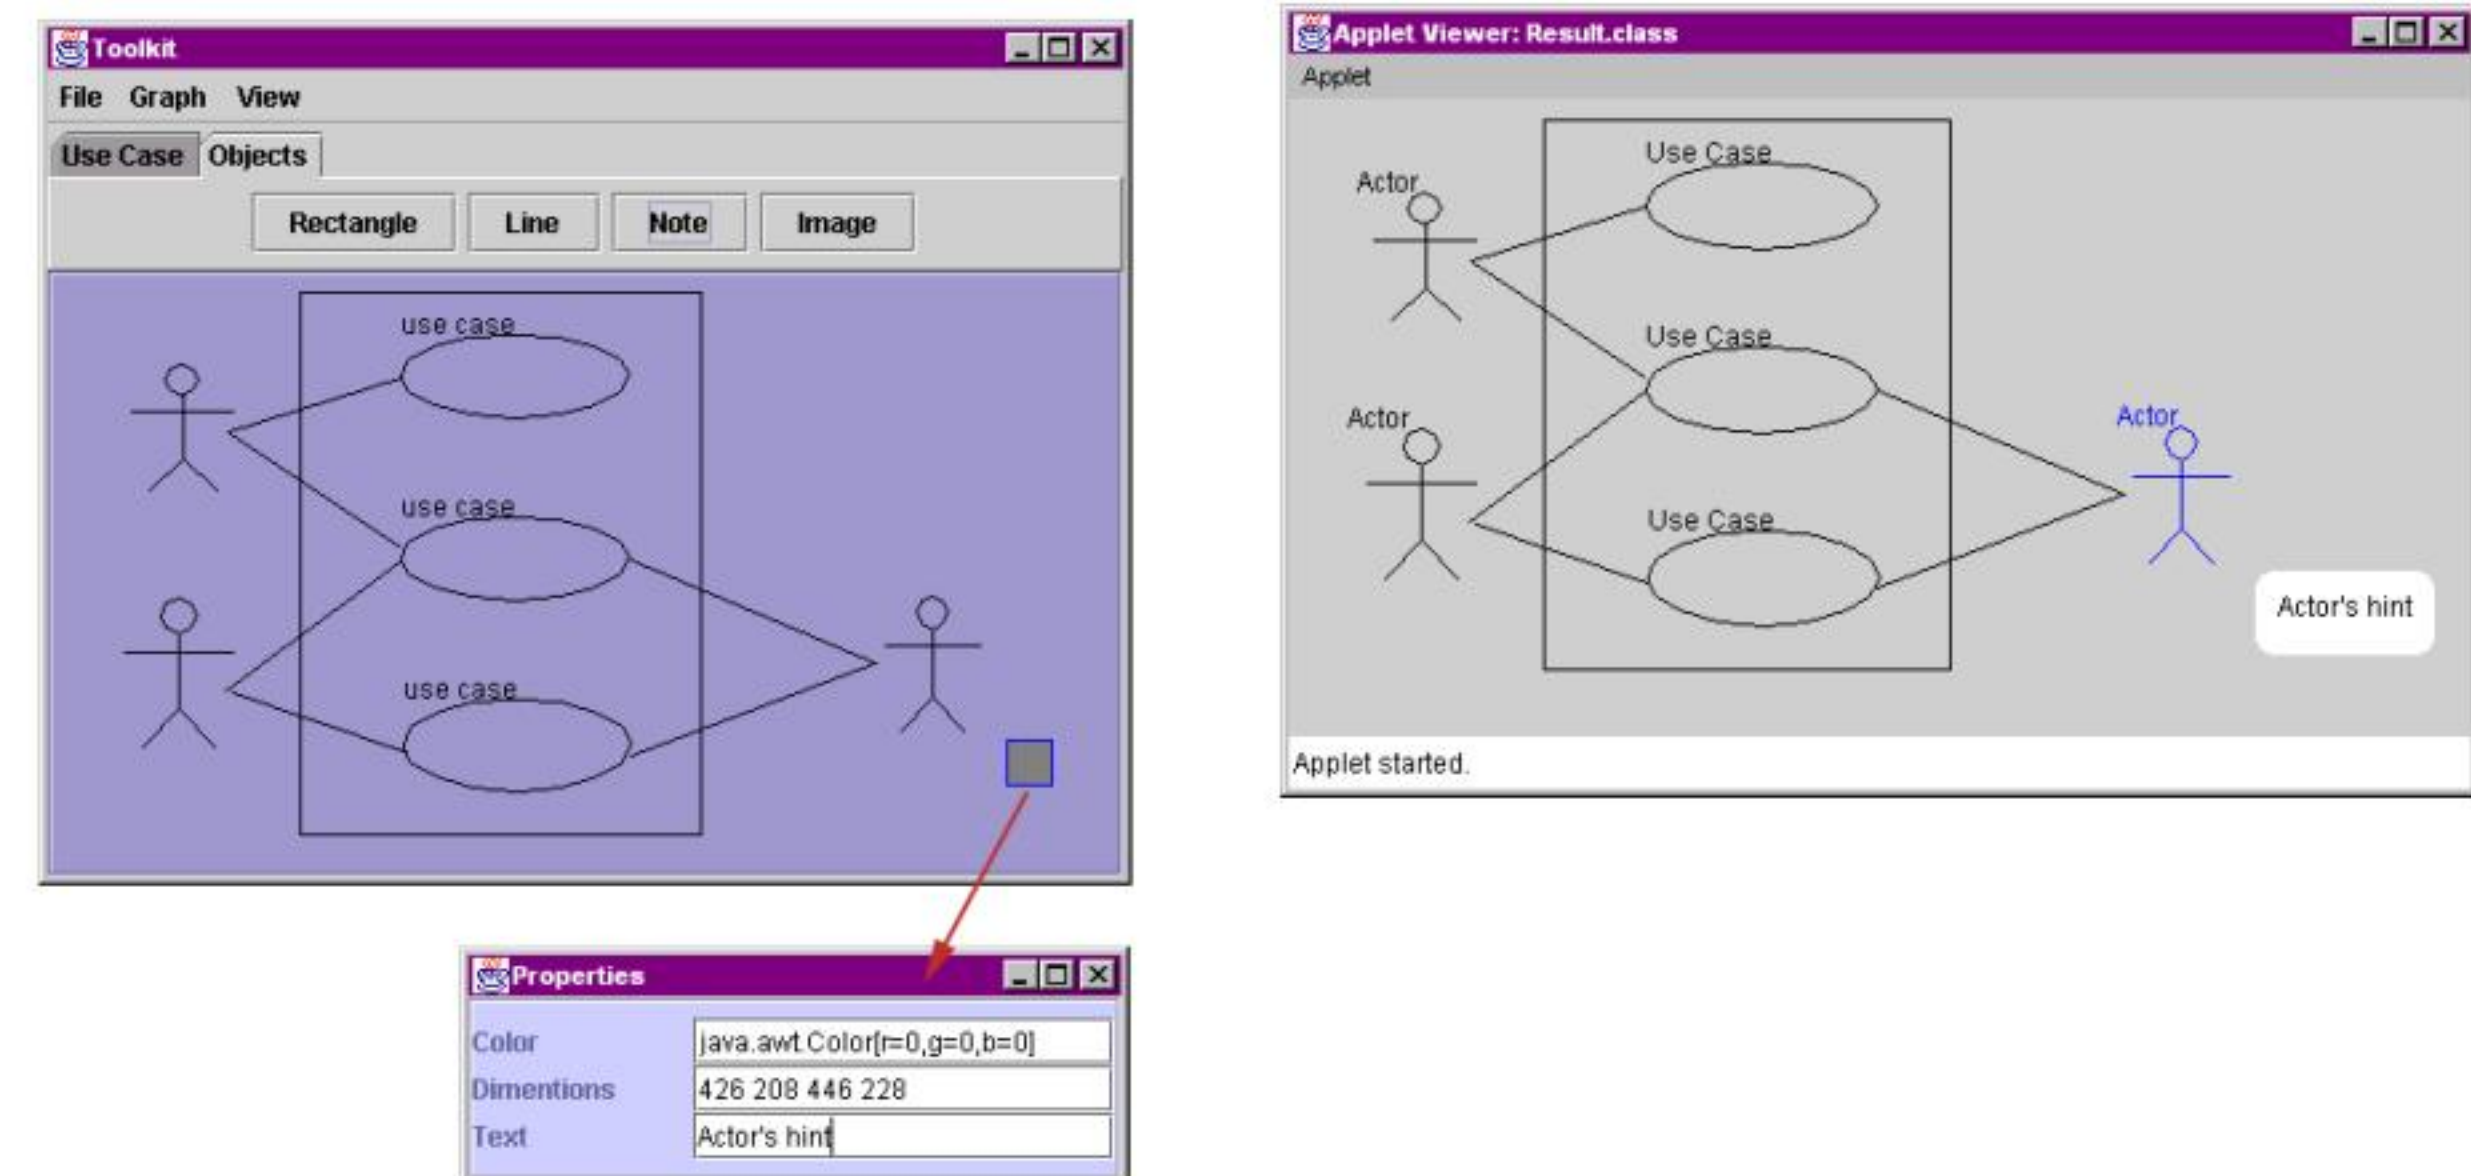 Toolkit
File Graph View
Use Case Objects
Rectangle Line Note Image
use case
use case
use case
Properties
Color java.awt.Color[r=0,g=0,b=0]
Dimentions 426 208 446 228
Text Actor's hint
Applet Viewer: Result.class
Applet
Use Case
Actor
Use Case
Actor
Actor
Use Case
Actor's hint
Applet started.